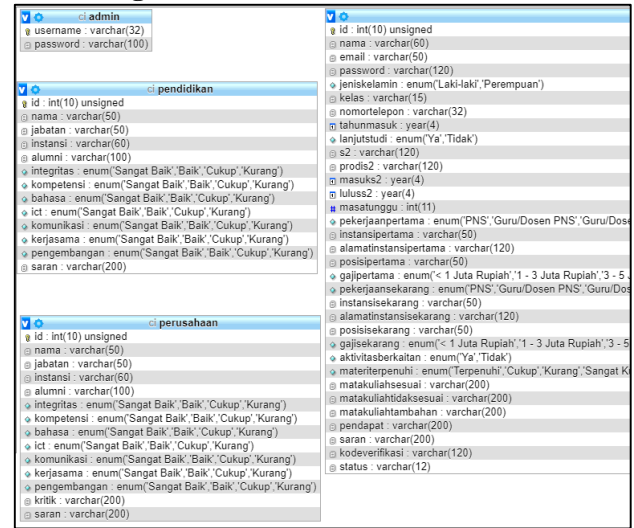 ci admin
username : varchar(32)
password : varchar(100)
ci pendidikan
id : int(10) unsigned
nama : varchar(50)
jabatan : varchar(50)
instansi : varchar(60)
alumni : varchar(100)
integritas : enum('Sangat Baik','Baik','Cukup','Kurang')
kompetensi : enum('Sangat Baik','Baik','Cukup','Kurang')
bahasa : enum('Sangat Baik','Baik','Cukup','Kurang')
ict : enum('Sangat Baik','Baik','Cukup','Kurang')
komunikasi : enum('Sangat Baik','Baik','Cukup','Kurang')
kerjasama : enum('Sangat Baik','Baik','Cukup','Kurang')
pengembangan : enum('Sangat Baik','Baik','Cukup','Kurang')
saran : varchar(200)
ci perusahaan
id : int(10) unsigned
nama : varchar(50)
jabatan : varchar(50)
instansi : varchar(60)
alumni : varchar(100)
integritas : enum('Sangat Baik','Baik','Cukup','Kurang')
kompetensi : enum('Sangat Baik','Baik','Cukup','Kurang')
bahasa : enum('Sangat Baik','Baik','Cukup','Kurang')
ict : enum('Sangat Baik','Baik','Cukup','Kurang')
komunikasi : enum('Sangat Baik','Baik','Cukup','Kurang')
kerjasama : enum('Sangat Baik','Baik','Cukup','Kurang')
pengembangan : enum('Sangat Baik','Baik','Cukup','Kurang')
kritik : varchar(200)
saran : varchar(200)
id : int(10) unsigned
nama : varchar(60)
email : varchar(50)
password : varchar(120)
jeniskelamin : enum('Laki-laki','Perempuan')
kelas : varchar(15)
nomortelepon : varchar(32)
tahunmasuk : year(4)
lanjutstudi : enum('Ya','Tidak')
s2 : varchar(120)
prodis2 : varchar(120)
masuks2 : year(4)
luluss2 : year(4)
masatunggu : int(11)
pekerjaanpertama : enum('PNS','Guru/Dosen PNS','Guru/Dose
instansipertama : varchar(50)
alamatinstansipertama : varchar(120)
posisipertama : varchar(50)
gajipertama : enum('< 1 Juta Rupiah','1 - 3 Juta Rupiah','3 - 5 J
pekerjaansekarang : enum('PNS','Guru/Dosen PNS','Guru/Dos
instansisekarang : varchar(50)
alamatinstansisekarang : varchar(120)
posisisekarang : varchar(50)
gajisekarang : enum('< 1 Juta Rupiah','1 - 3 Juta Rupiah','3 - 5
aktivitasberkaitan : enum('Ya','Tidak')
materiterpenuhi : enum('Terpenuhi','Cukup','Kurang','Sangat K
matakuliahsesuai : varchar(200)
matakuliahtidaksesuai : varchar(200)
matakuliahtambahan : varchar(200)
pendapat : varchar(200)
saran : varchar(200)
kodeverifikasi : varchar(120)
status : varchar(12)